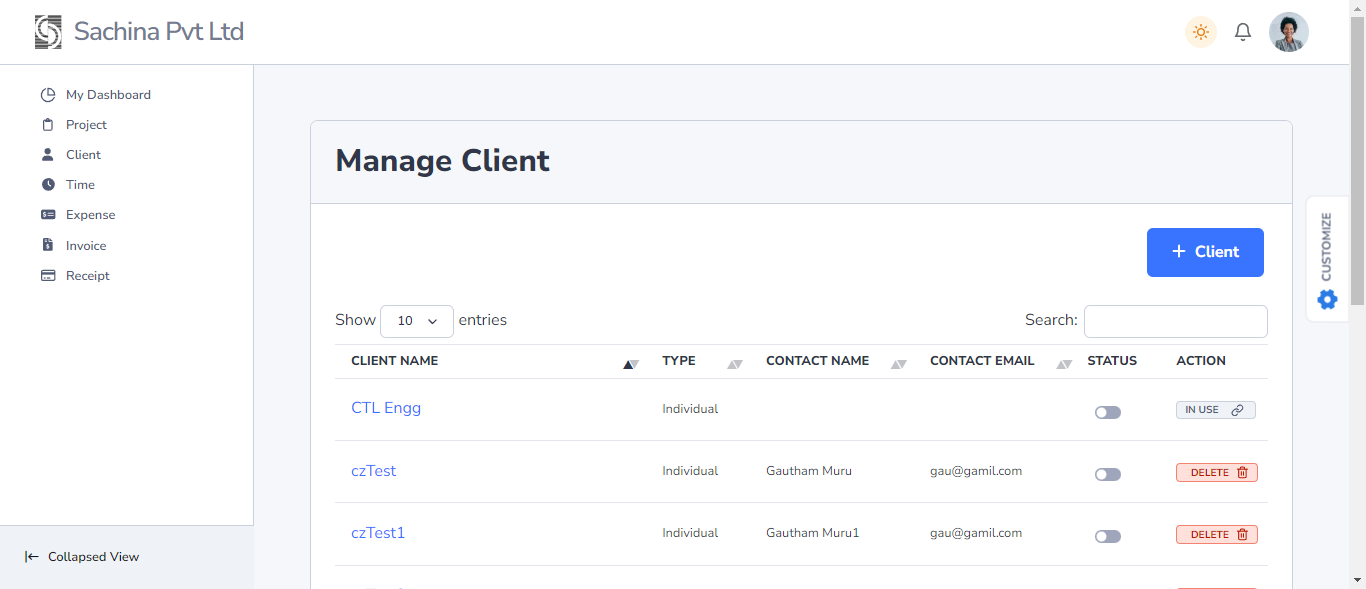 Sachina Pvt Ltd
My Dashboard
Project
Client
Time
Expense
Invoice
Receipt
Collapsed View
Manage Client
+ Client
Show 10 entries
Search:
CLIENT NAME TYPE CONTACT NAME CONTACT EMAIL STATUS ACTION
CTL Engg Individual IN USE
czTest Individual Gautham Muru gau@gamil.com DELETE
czTest1 Individual Gautham Muru1 gau@gamil.com DELETE
CUSTOMIZE